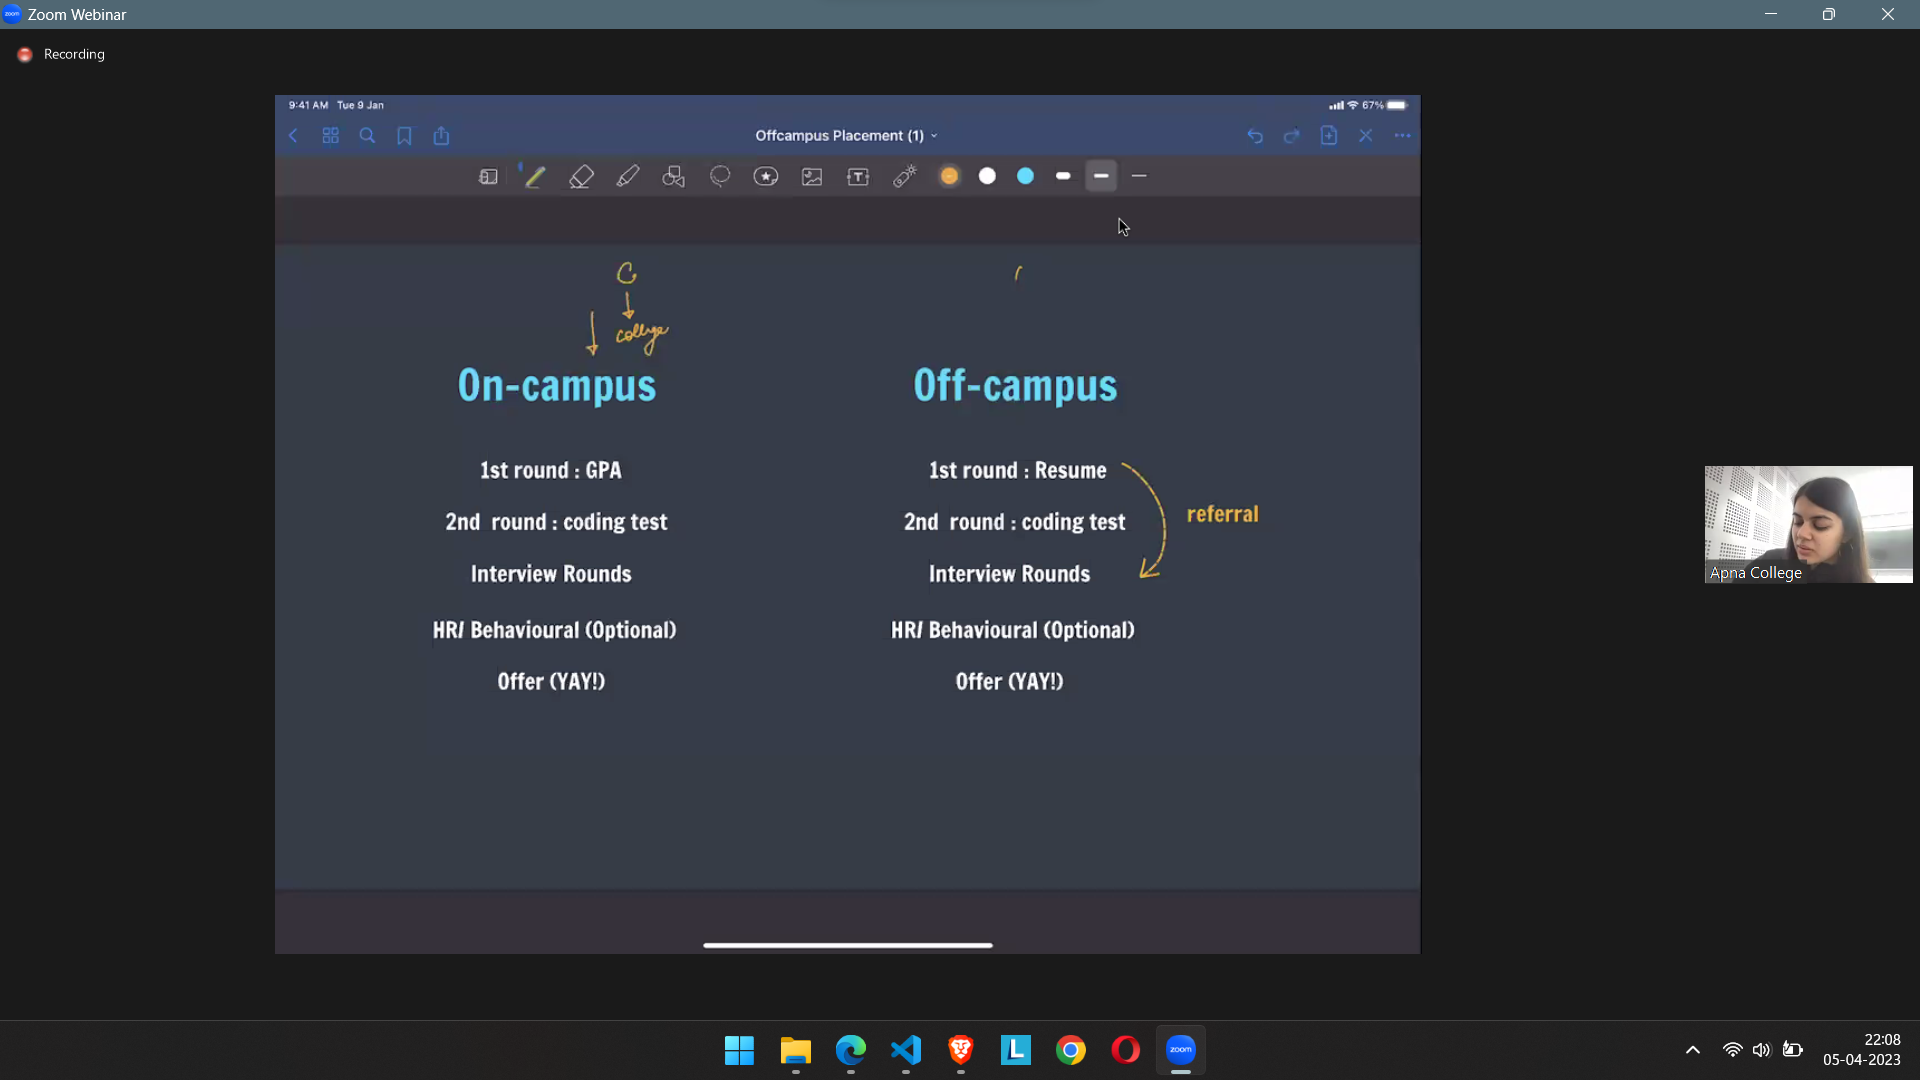 Zoom Webinar
Recording
9:41 AM Tue 9 Jan
67%
Offcampus Placement (1)
C
college
On-campus
1st round : GPA
2nd round : coding test
Interview Rounds
HR/ Behavioural (Optional)
Offer (YAY!)
Off-campus
1st round : Resume
2nd round : coding test
Interview Rounds
HR/ Behavioural (Optional)
Offer (YAY!)
referral
Apna College
zoom
22:08
05-04-2023